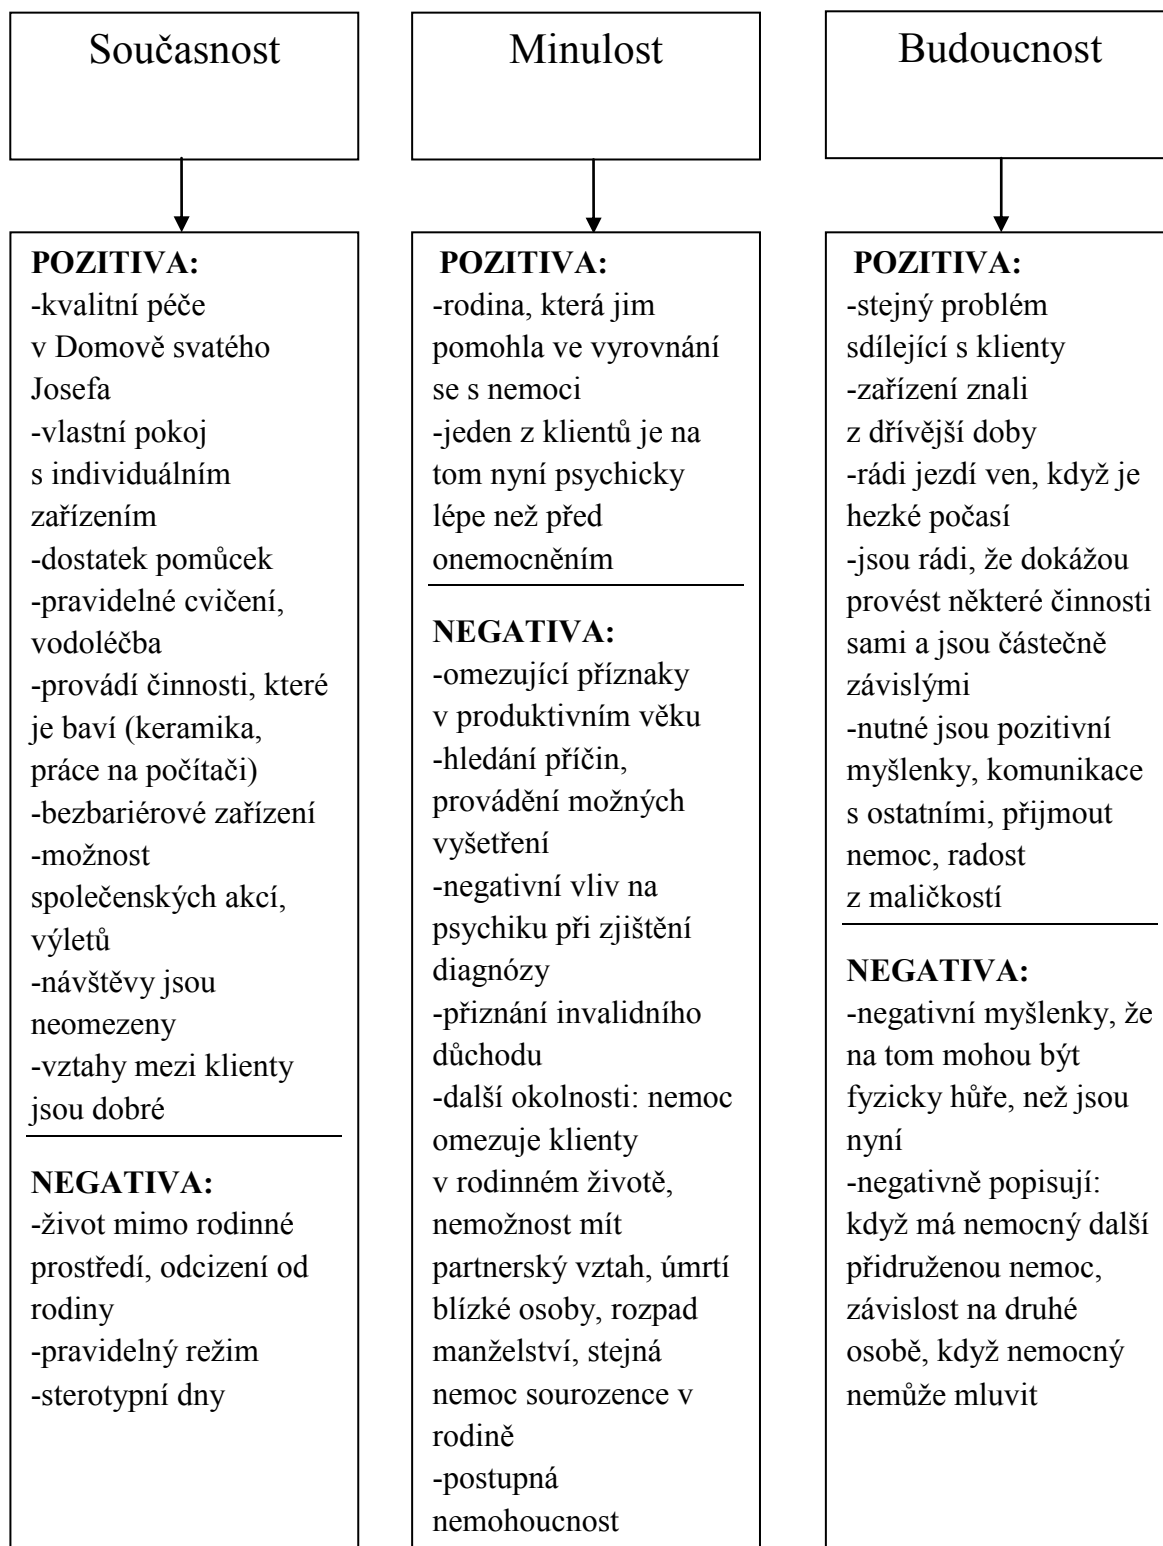 Současnost
POZITIVA:
-kvalitní péče
v Domově svatého
Josefa
-vlastní pokoj
s individuálním
zařízením
-dostatek pomůcek
-pravidelné cvičení,
vodoléčba
-provádí činnosti, které
je baví (keramika,
práce na počítači)
-bezbariérové zařízení
-možnost
společenských akcí,
výletů
-návštěvy jsou
neomezeny
-vztahy mezi klienty
jsou dobré
NEGATIVA:
-život mimo rodinné
prostředí, odcizení od
rodiny
-pravidelný režim
-sterotypní dny
Minulost
POZITIVA:
-rodina, která jim
pomohla ve vyrovnání
se s nemoci
-jeden z klientů je na
tom nyní psychicky
lépe než před
onemocněním
NEGATIVA:
-omezující příznaky
v produktivním věku
-hledání příčin,
provádění možných
vyšetření
-negativní vliv na
psychiku při zjištění
diagnózy
-přiznání invalidního
důchodu
-další okolnosti: nemoc
omezuje klienty
v rodinném životě,
nemožnost mít
partnerský vztah, úmrtí
blízké osoby, rozpad
manželství, stejná
nemoc sourozence v
rodině
-postupná
nemohoucnost
Budoucnost
POZITIVA:
-stejný problém
sdílející s klienty
-zařízení znali
z dřívější doby
-rádi jezdí ven, když je
hezké počasí
-jsou rádi, že dokážou
provést některé činnosti
sami a jsou částečně
závislými
-nutné jsou pozitivní
myšlenky, komunikace
s ostatními, přijmout
nemoc, radost
z maličkostí
NEGATIVA:
-negativní myšlenky, že
na tom mohou být
fyzicky hůře, než jsou
nyní
-negativně popisují:
když má nemocný další
přidruženou nemoc,
závislost na druhé
osobě, když nemocný
nemůže mluvit